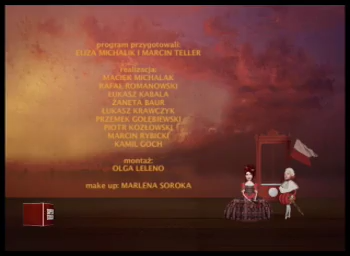 program przygotowali:
ELIZA MICHALIK I MARCIN TELLER
realizacja:
MACIEK MICHALAK
RAFAŁ ROMANOWSKI
ŁUKASZ KABALA
ŻANETA BAUR
ŁUKASZ KRAWCZYK
PRZEMEK GOŁĘBIEWSKI
PIOTR KOZŁOWSKI
MARCIN RYBICKI
KAMIL GOCH
montaż:
OLGA LELENO
make up: MARLENA SOROKA